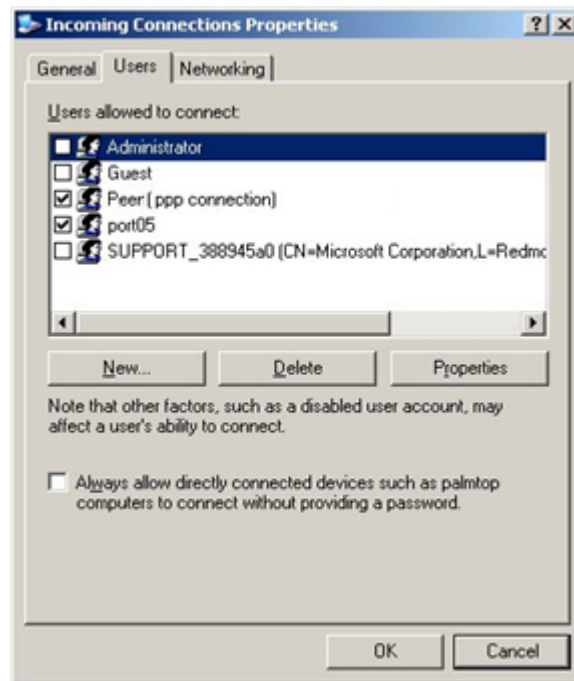 Incoming Connections Properties
General Users Networking
Users allowed to connect:
Administrator
Guest
Peer ( ppp connection)
port05
SUPPORT_388945a0 (CN=Microsoft Corporation,L=Redmo
New... Delete Properties
Note that other factors, such as a disabled user account, may
affect a user's ability to connect.
Always allow directly connected devices such as palmtop
computers to connect without providing a password.
OK Cancel